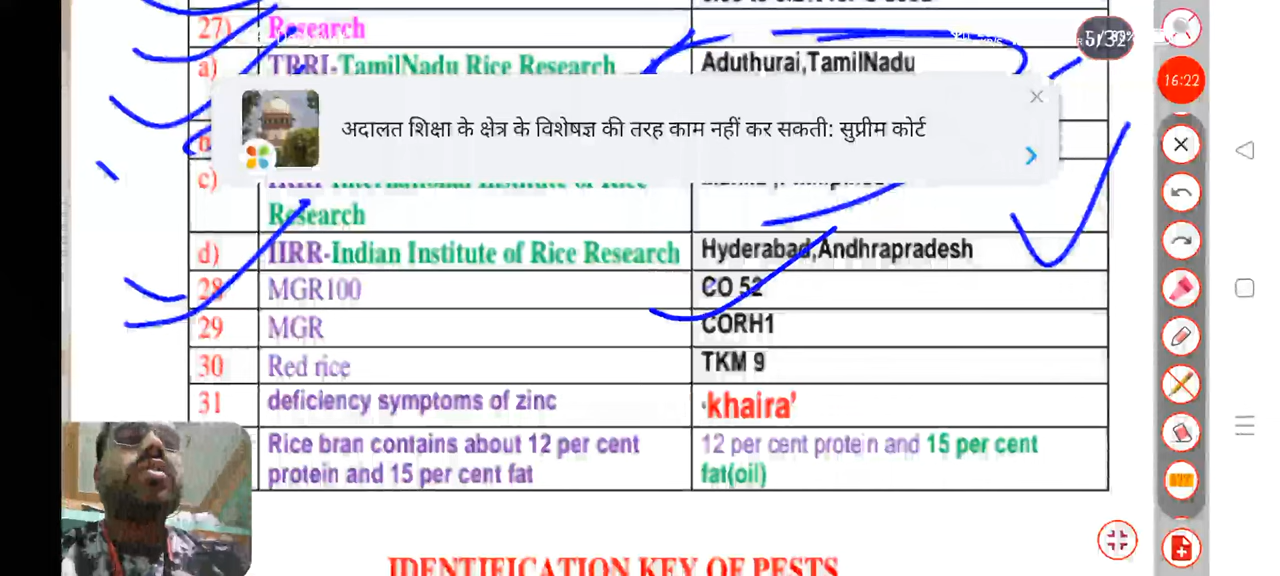 27) Research
5/32
a) TRRI-TamilNadu Rice Research Aduthurai,TamilNadu
16:22
अदालत शिक्षा के क्षेत्र के विशेषज्ञ की तरह काम नहीं कर सकती: सुप्रीम कोर्ट
c)
Research
d) IIRR-Indian Institute of Rice Research Hyderabad,Andhrapradesh
28 MGR100 CO 52
29 MGR CORH1
30 Red rice TKM 9
31 deficiency symptoms of zinc 'khaira'
Rice bran contains about 12 per cent 12 per cent protein and 15 per cent
protein and 15 per cent fat fat(oil)
IDENTIFICATION KEY OF PESTS